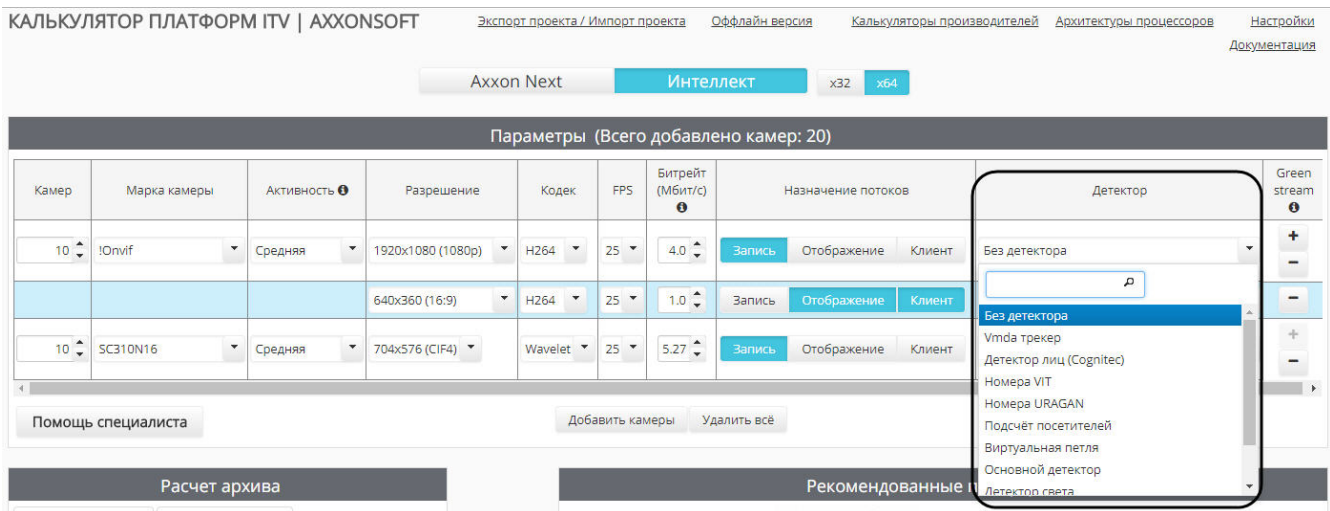 КАЛЬКУЛЯТОР ПЛАТФОРМ ITV | AXXONSOFT
Экспорт проекта / Импорт проекта Оффлайн версия Калькуляторы производителей Архитектуры процессоров Настройки
Документация
Axxon Next Интеллект x32 x64
Параметры (Всего добавлено камер: 20)
Камер Марка камеры Активность Разрешение Кодек FPS Битрейт (Мбит/с) Назначение потоков Детектор Green stream
10 !Onvif Средняя 1920x1080 (1080p) H264 25 4.0 Запись Отображение Клиент Без детектора + −
640x360 (16:9) H264 25 1.0 Запись Отображение Клиент −
10 SC310N16 Средняя 704x576 (CIF4) Wavelet 25 5.27 Запись Отображение Клиент + −
Без детектора
Vmda трекер
Детектор лиц (Cognitec)
Номера VIT
Номера URAGAN
Подсчёт посетителей
Виртуальная петля
Основной детектор
Детектор света
Помощь специалиста Добавить камеры Удалить всё
Расчет архива Рекомендованные